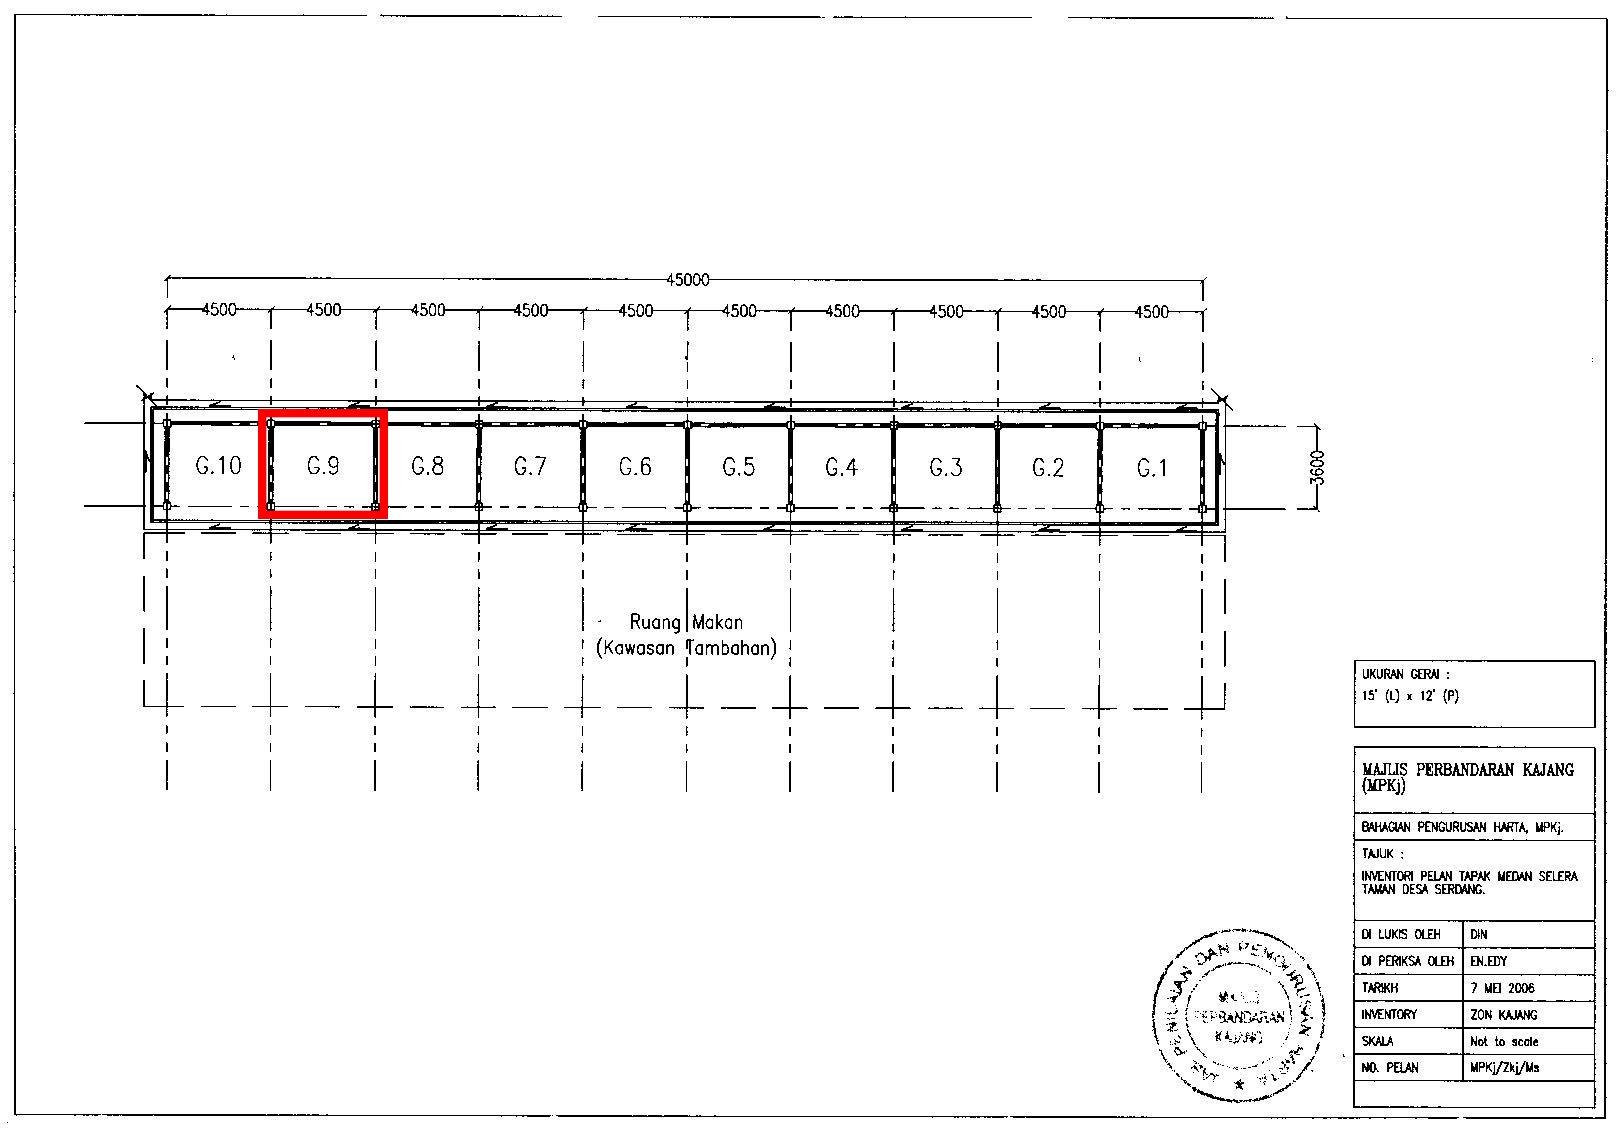 45000
4500 4500 4500 4500 4500 4500 4500 4500 4500 4500
G.10 G.9 G.8 G.7 G.6 G.5 G.4 G.3 G.2 G.1
3600
Ruang Makan
(Kawasan Tambahan)
UKURAN GERAI :
15' (L) x 12' (P)
MAJLIS PERBANDARAN KAJANG
(MPKj)
BAHAGIAN PENGURUSAN HARTA, MPKj.
TAJUK :
INVENTORI PELAN TAPAK MEDAN SELERA
TAMAN DESA SERDANG.
DI LUKIS OLEH DIN
DI PERIKSA OLEH EN.EDY
TARIKH 7 MEI 2006
INVENTORY ZON KAJANG
SKALA Not to scale
NO. PELAN MPKj/Zkj/Ms
JAB PENILAIAN DAN PENGURUSAN HARTA
MAJLIS
PERBANDARAN
KAJANG